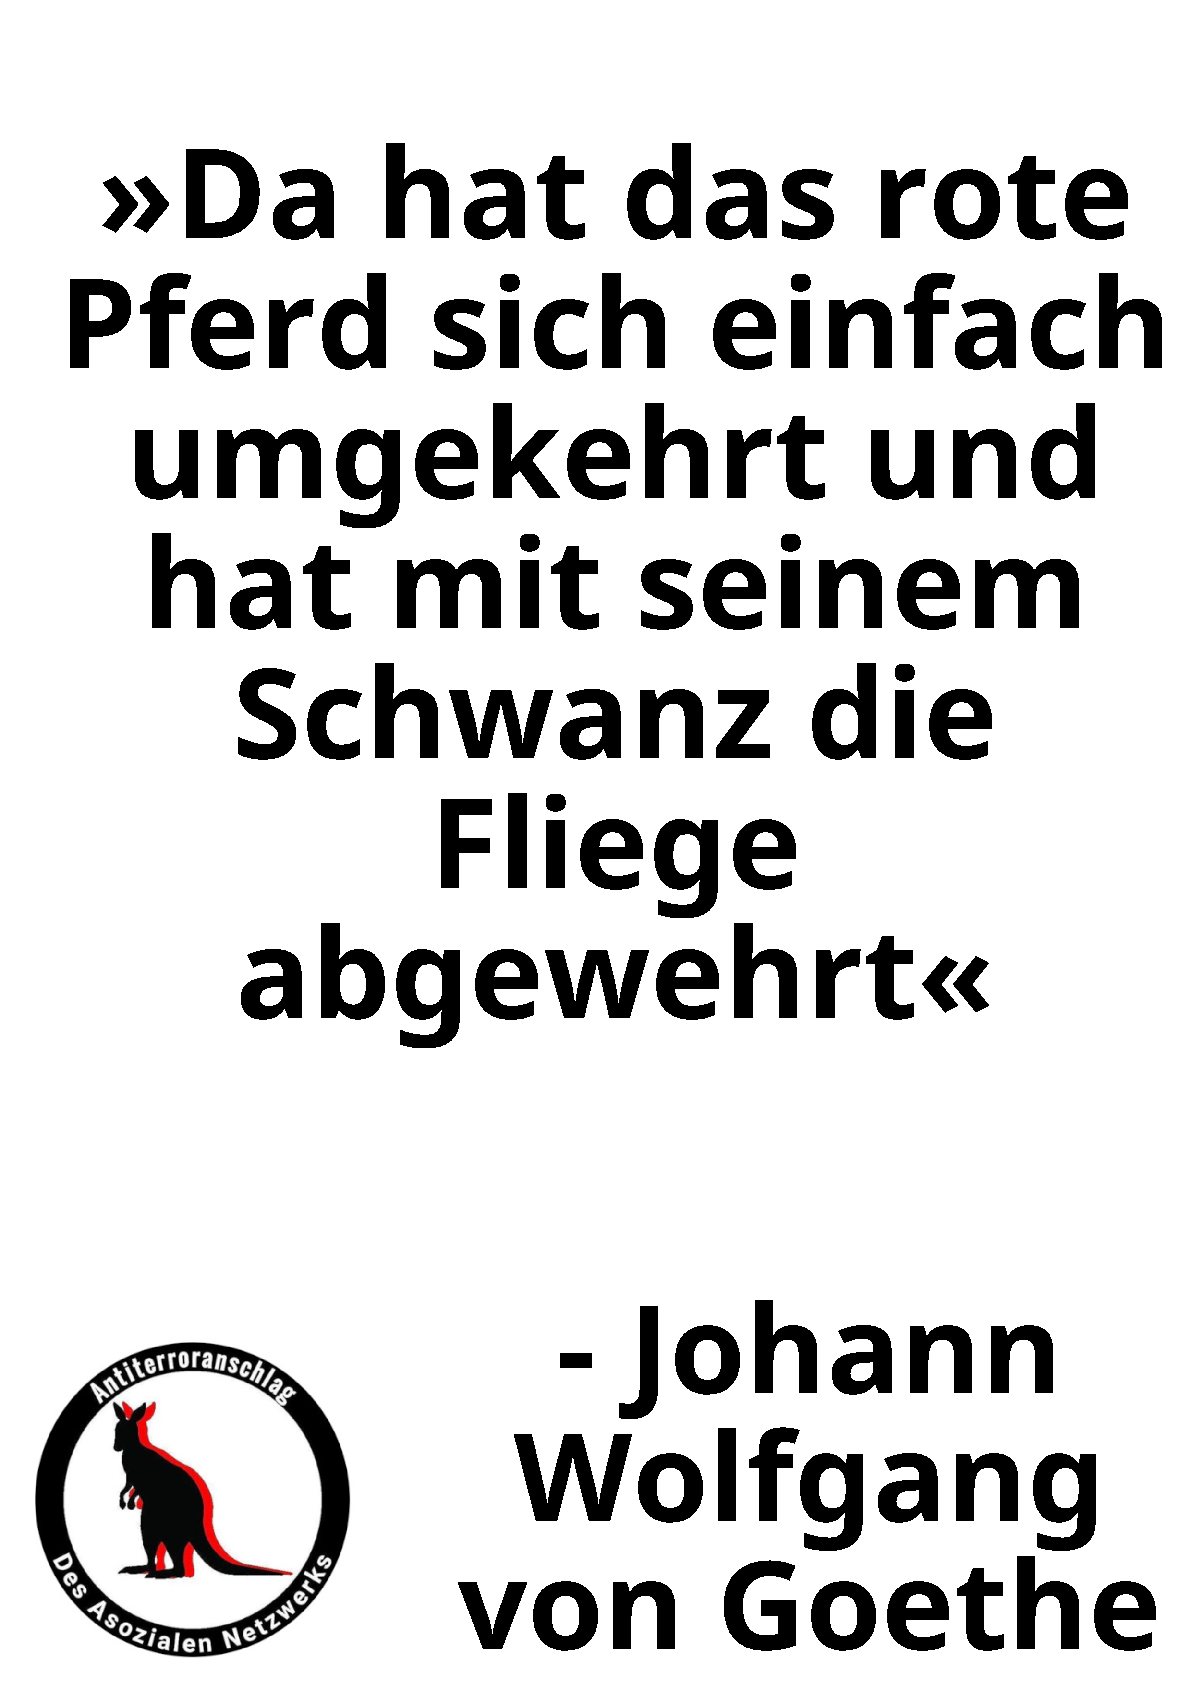 »Da hat das rote
Pferd sich einfach
umgekehrt und
hat mit seinem
Schwanz die
Fliege
abgewehrt«
- Johann
Wolfgang
von Goethe
Antiterroranschlag
Des Asozialen Netzwerks